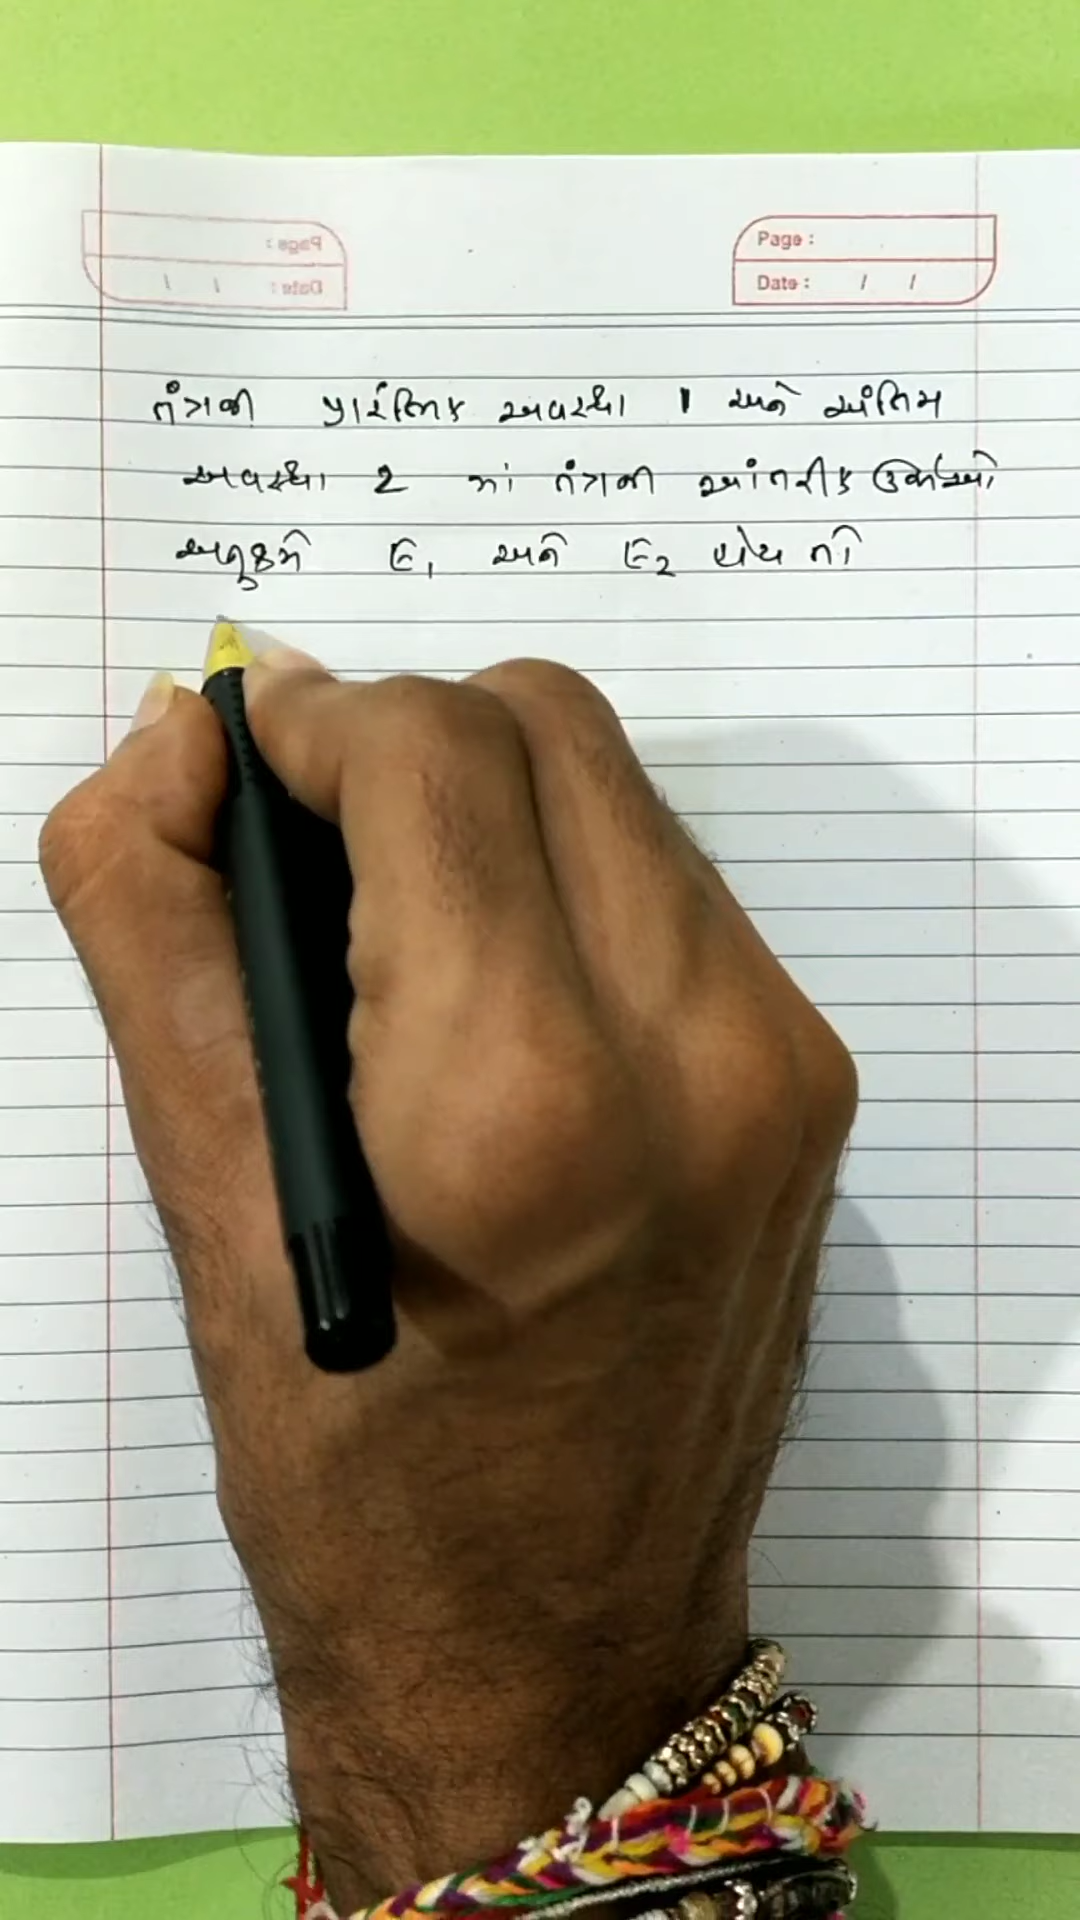 Page :
Date : / /
તંત્રની પ્રારંભિક અવસ્થા 1 અને અંતિમ
અવસ્થા 2 માં તંત્રની આંતરીક ઉર્જાઓ
અનુક્રમે E₁ અને E₂ હોય તો